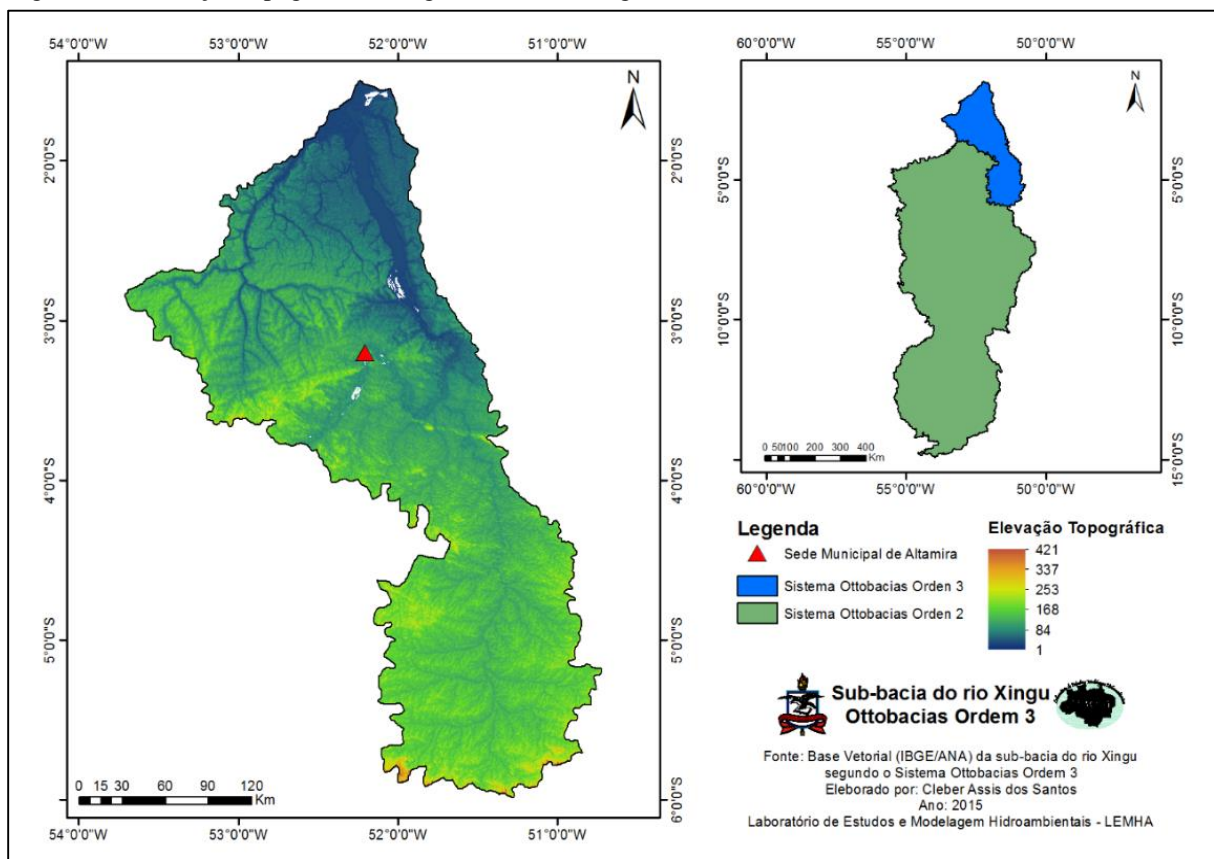 54°0'0"W 53°0'0"W 52°0'0"W 51°0'0"W
N
2°0'0"S
3°0'0"S
4°0'0"S
5°0'0"S
6°0'0"S
2°0'0"S
3°0'0"S
4°0'0"S
5°0'0"S
6°0'0"S
0 15 30 60 90 120
Km
54°0'0"W 53°0'0"W 52°0'0"W 51°0'0"W
60°0'0"W 55°0'0"W 50°0'0"W
N
5°0'0"S
10°0'0"S
15°0'0"S
5°0'0"S
10°0'0"S
15°0'0"S
0 50 100 200 300 400
Km
60°0'0"W 55°0'0"W 50°0'0"W
Legenda
Sede Municipal de Altamira
Sistema Ottobacias Orden 3
Sistema Ottobacias Orden 2
Elevação Topográfica
421
337
253
168
84
1
Sub-bacia do rio Xingu
Ottobacias Ordem 3
Fonte: Base Vetorial (IBGE/ANA) da sub-bacia do rio Xingu
segundo o Sistema Ottobacias Ordem 3
Eleborado por: Cleber Assis dos Santos
Ano: 2015
Laboratório de Estudos e Modelagem Hidroambientais - LEMHA